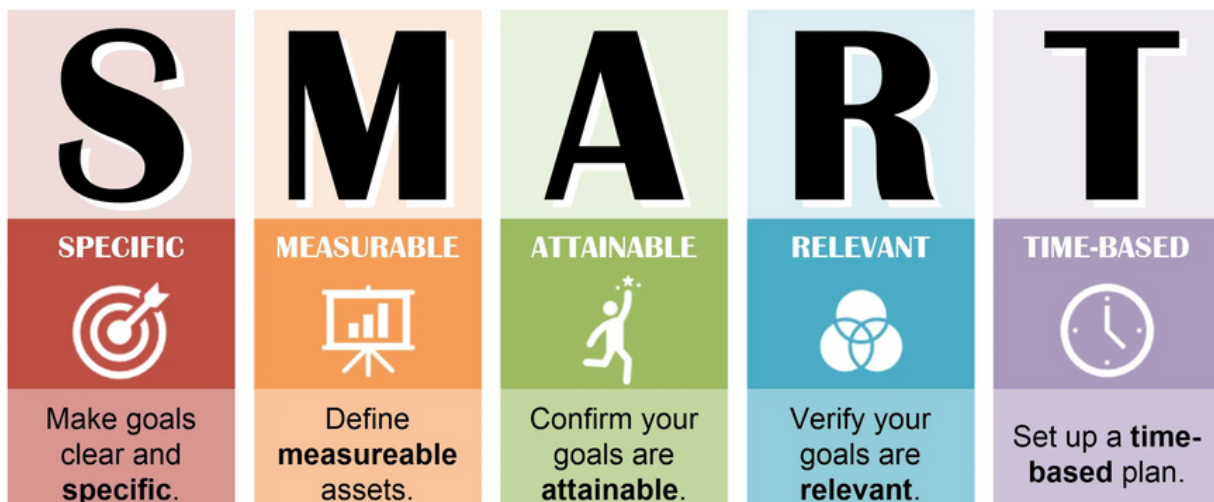 S
SPECIFIC
Make goals
clear and
specific.
M
MEASURABLE
Define
measureable
assets.
A
ATTAINABLE
Confirm your
goals are
attainable.
R
RELEVANT
Verify your
goals are
relevant.
T
TIME-BASED
Set up a time-
based plan.